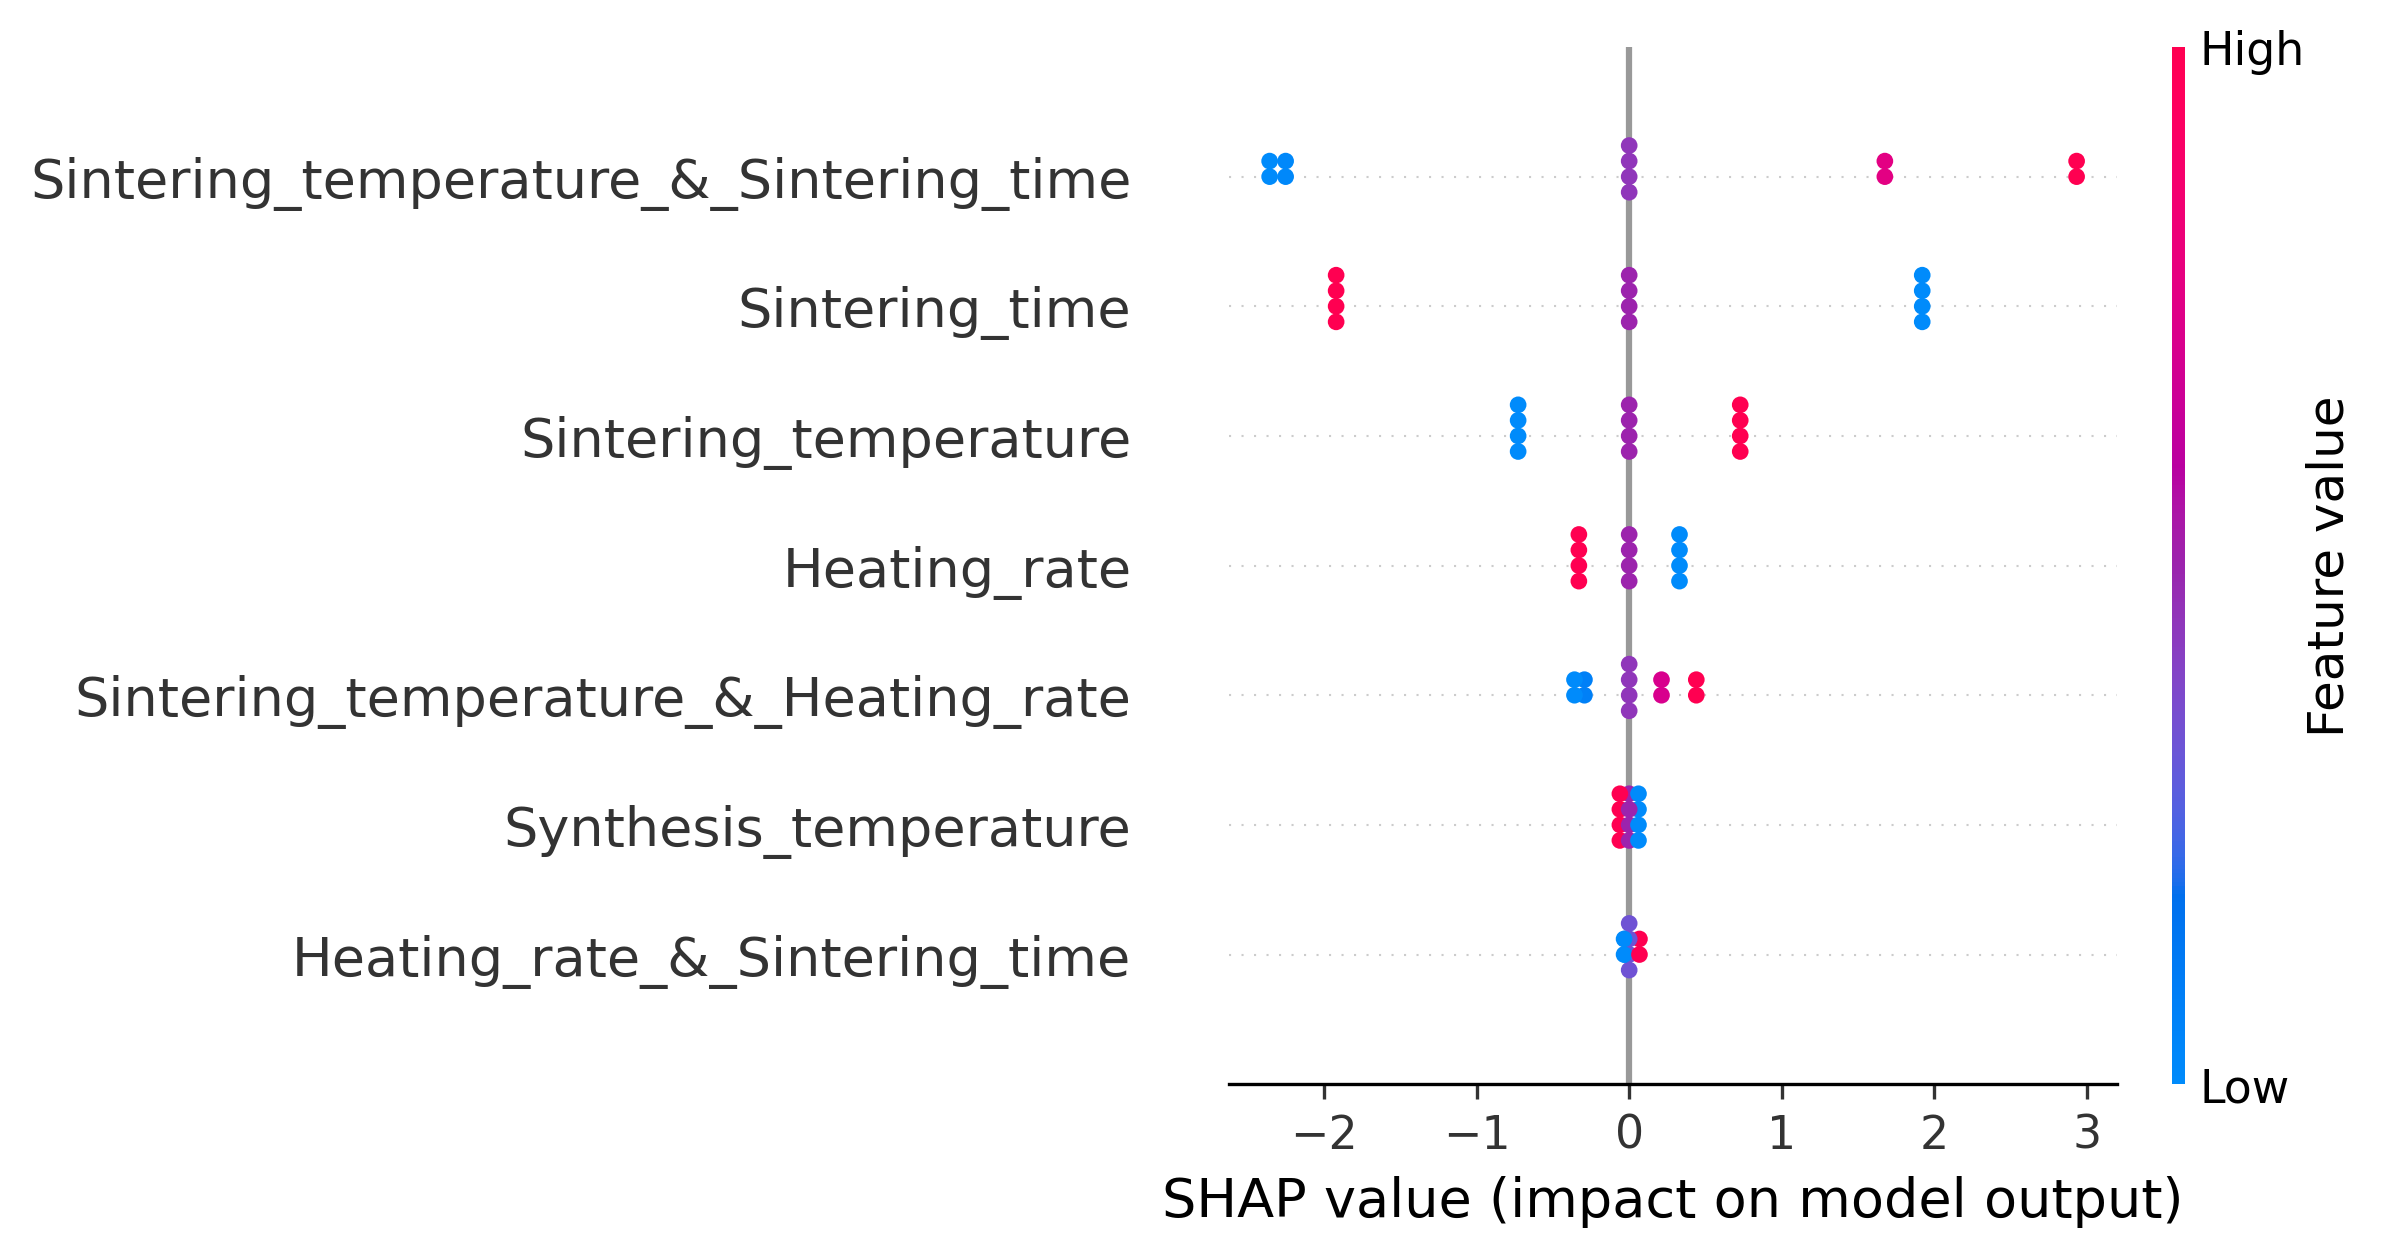 High
Sintering_temperature_&_Sintering_time
Sintering_time
Sintering_temperature
Heating_rate
Sintering_temperature_&_Heating_rate
Synthesis_temperature
Heating_rate_&_Sintering_time
Feature value
Low
−2 −1 0 1 2 3
SHAP value (impact on model output)